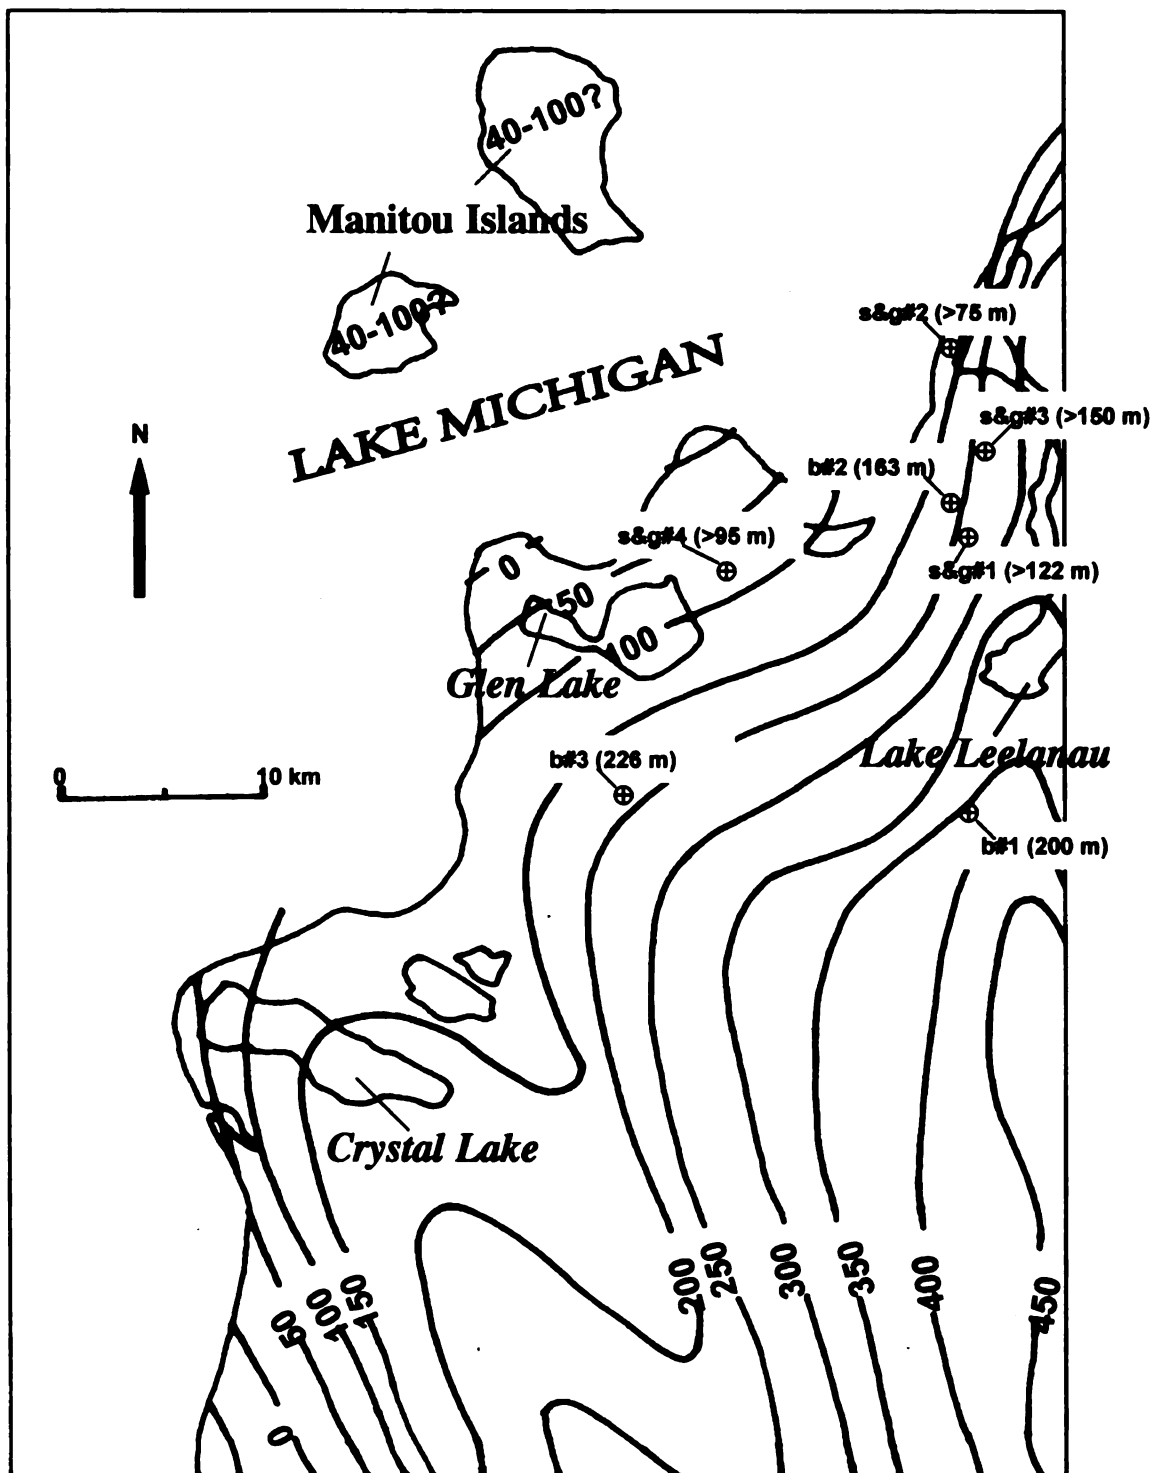 40-100?
Manitou Islands
40-100?
s&g#2 (>75 m)
LAKE MICHIGAN
s&g#3 (>150 m)
N
b#2 (163 m)
s&g#4 (>95 m)
0
s&g#1 (>122 m)
50
100
Glen Lake
Lake Leelanau
b#3 (226 m)
0 10 km
b#1 (200 m)
Crystal Lake
200
250
300
350
400
450
150
100
50
0